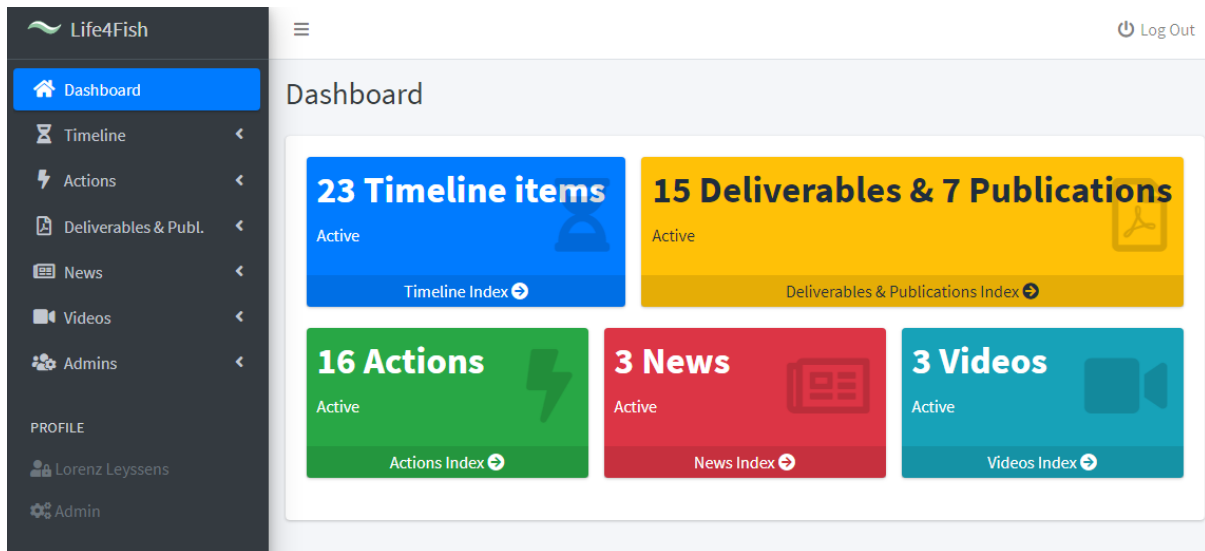 Life4Fish
Log Out
Dashboard
Timeline
Actions
Deliverables & Publ.
News
Videos
Admins
PROFILE
Lorenz Leyssens
Admin
Dashboard
23 Timeline items
Active
Timeline Index
15 Deliverables & 7 Publications
Active
Deliverables & Publications Index
16 Actions
Active
Actions Index
3 News
Active
News Index
3 Videos
Active
Videos Index